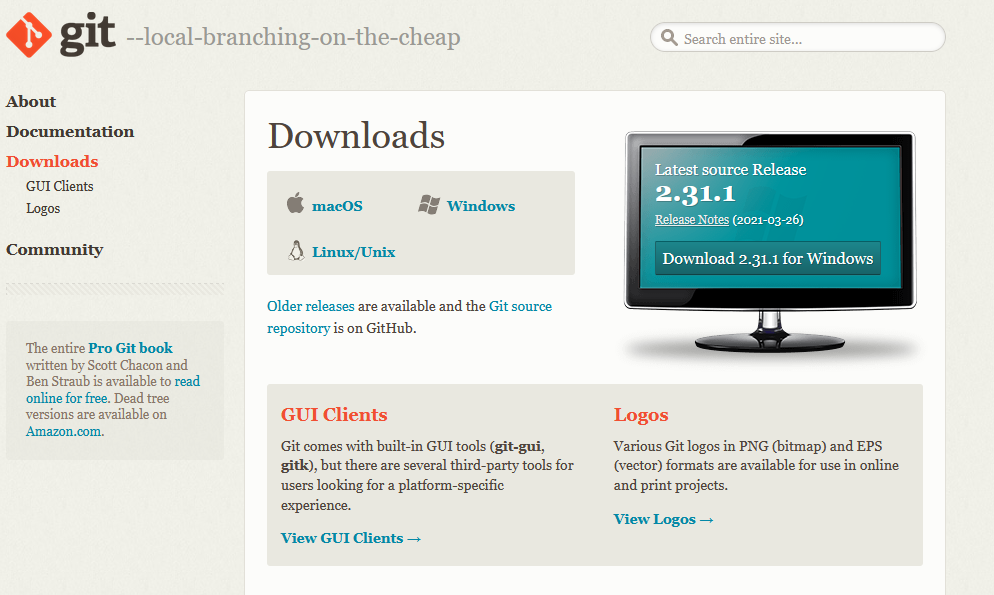 git --local-branching-on-the-cheap
Search entire site...
About
Documentation
Downloads
GUI Clients
Logos
Community
The entire Pro Git book
written by Scott Chacon and
Ben Straub is available to read
online for free. Dead tree
versions are available on
Amazon.com.
Downloads
macOS
Windows
Linux/Unix
Older releases are available and the Git source
repository is on GitHub.
Latest source Release
2.31.1
Release Notes (2021-03-26)
Download 2.31.1 for Windows
GUI Clients
Git comes with built-in GUI tools (git-gui,
gitk), but there are several third-party tools for
users looking for a platform-specific
experience.
View GUI Clients →
Logos
Various Git logos in PNG (bitmap) and EPS
(vector) formats are available for use in online
and print projects.
View Logos →